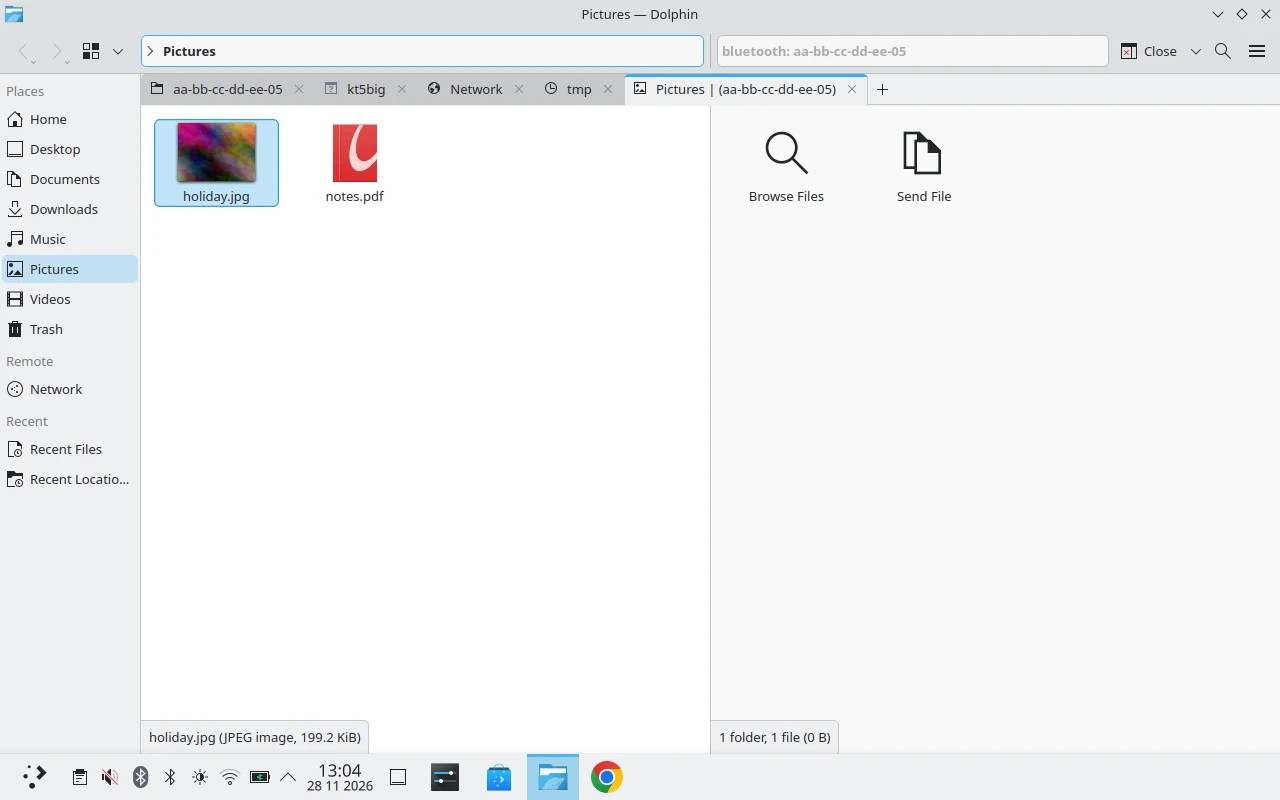 Pictures — Dolphin
Pictures
bluetooth: aa-bb-cc-dd-ee-05
Close
Places
Home
Desktop
Documents
Downloads
Music
Pictures
Videos
Trash
Remote
Network
Recent
Recent Files
Recent Locatio...
aa-bb-cc-dd-ee-05
kt5big
Network
tmp
Pictures | (aa-bb-cc-dd-ee-05)
holiday.jpg
notes.pdf
Browse Files
Send File
holiday.jpg (JPEG image, 199.2 KiB)
1 folder, 1 file (0 B)
13:04
28 11 2026